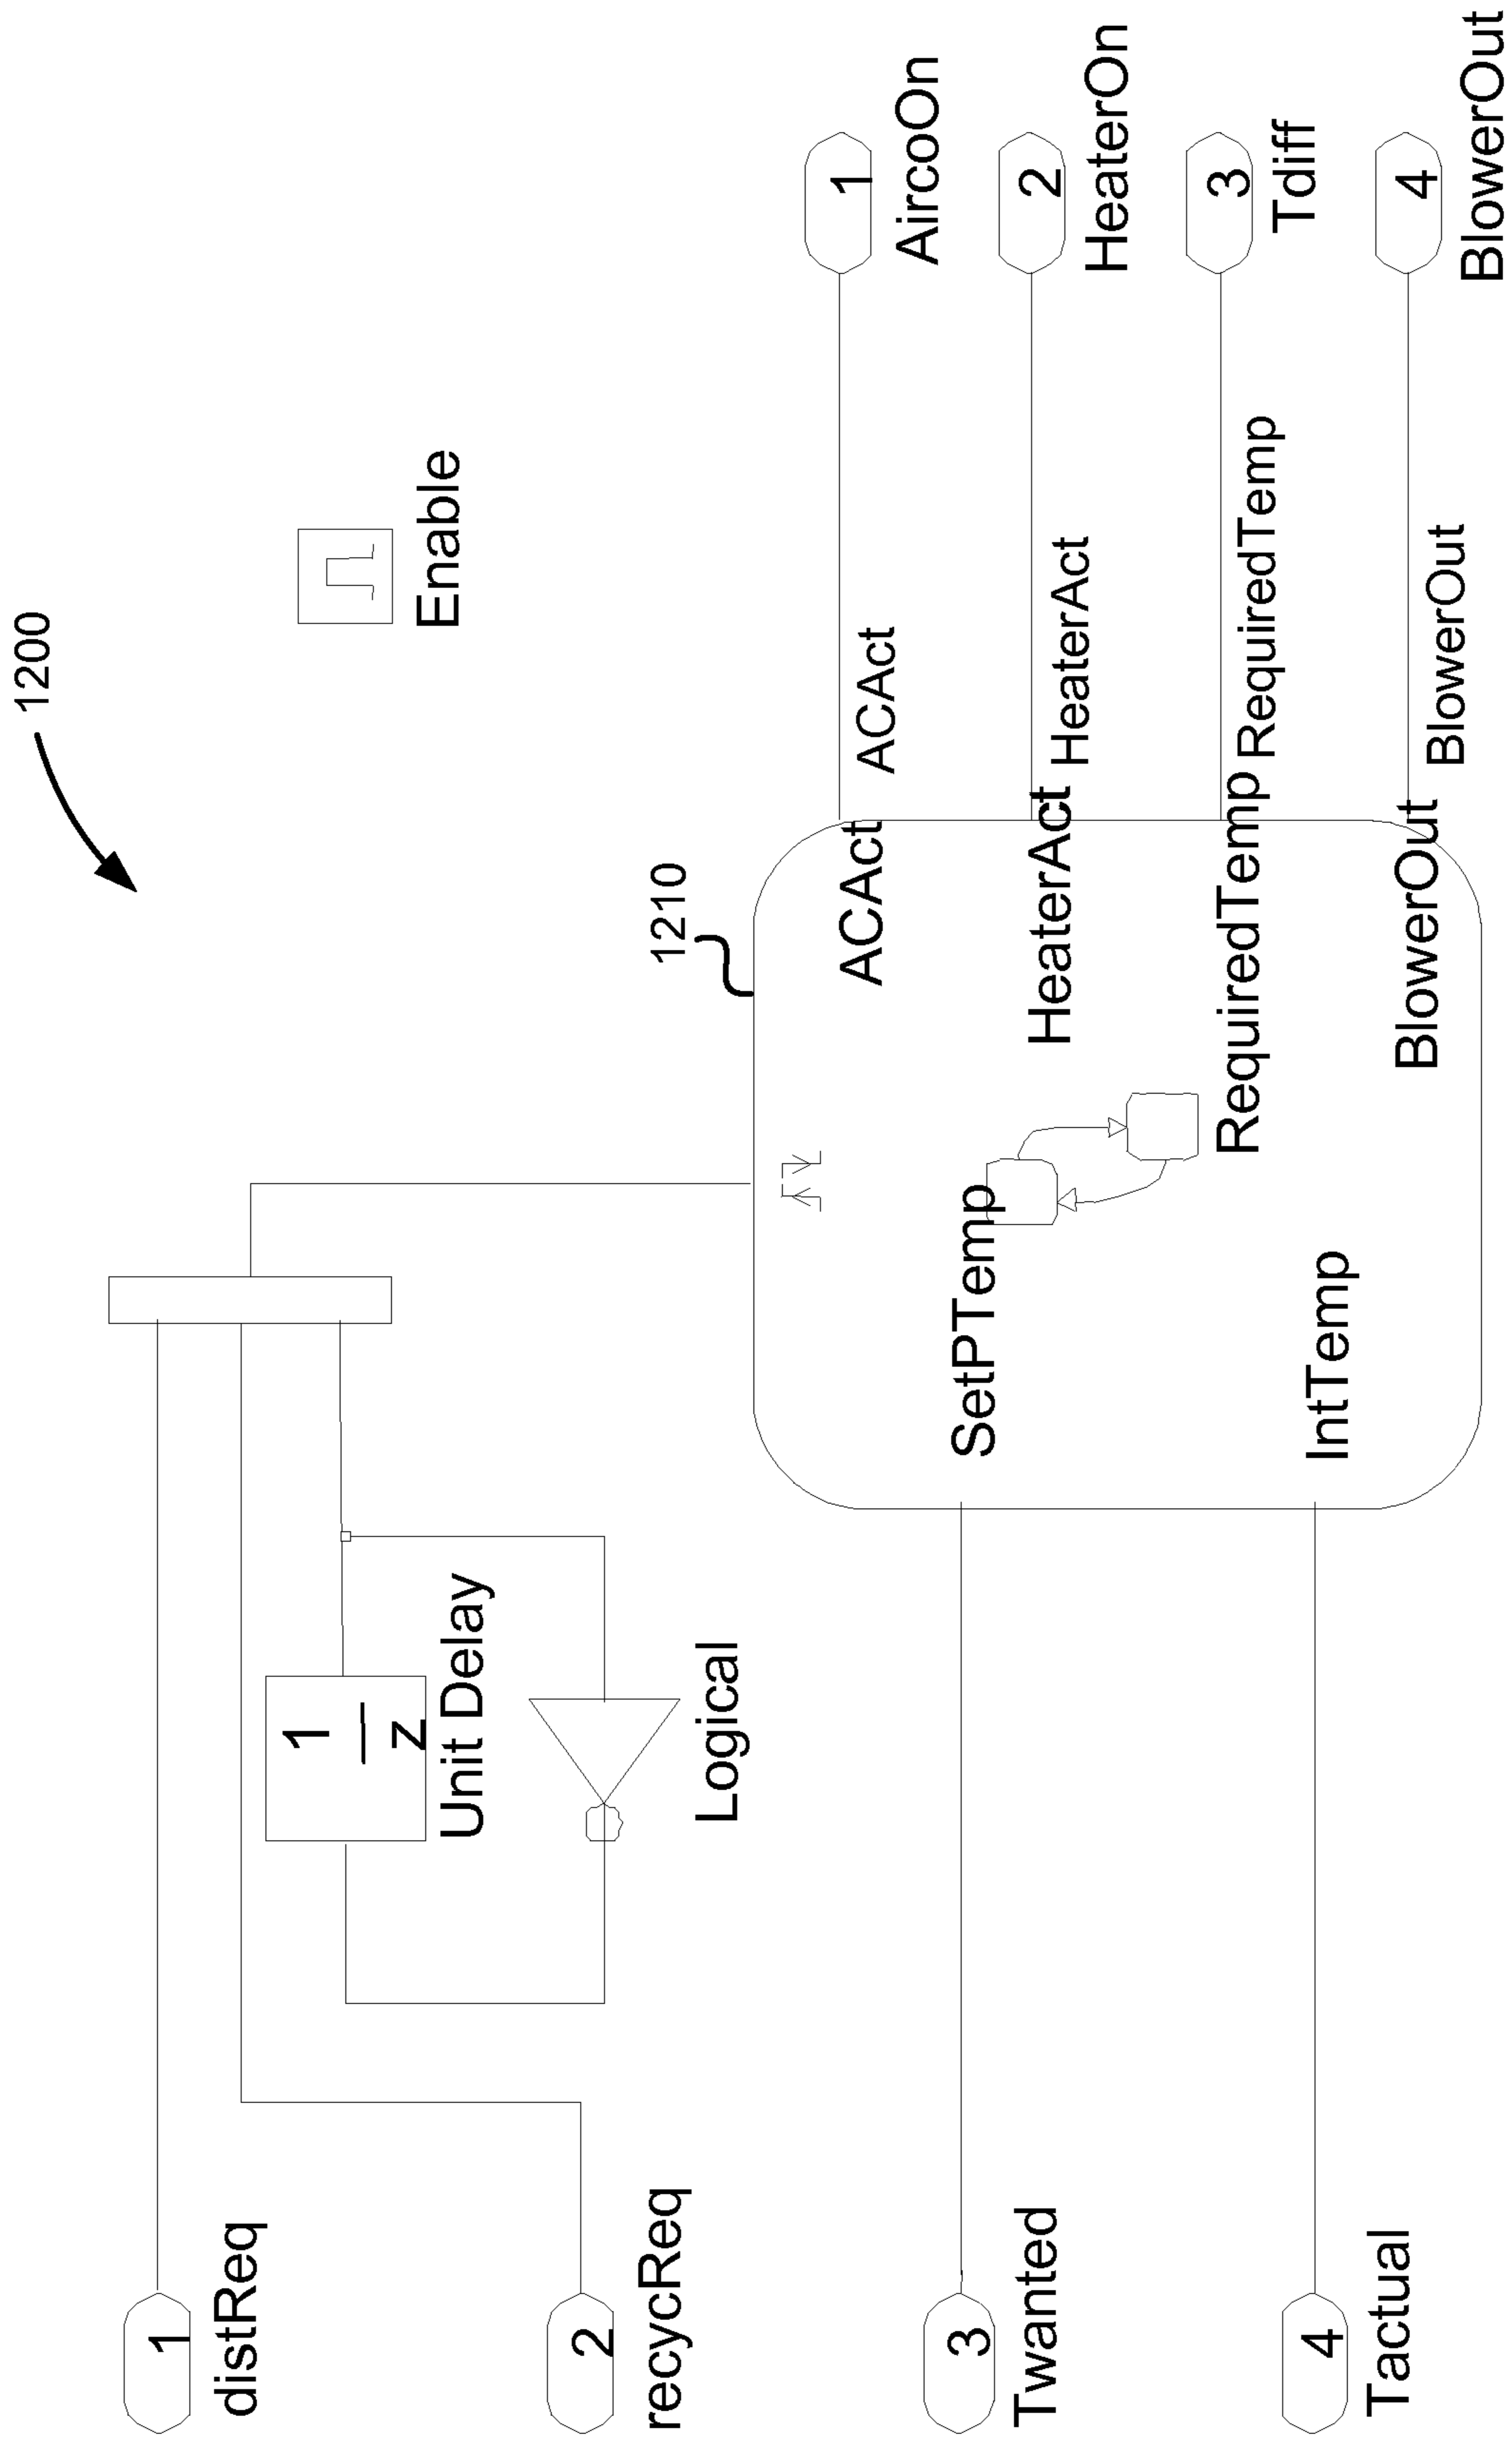 1200
1
distReq
Enable
1
z
Unit Delay
2
recycReq
Logical
1210
ACAct
ACAct
1
AircoOn
3
Twanted
SetPTemp
HeaterAct
HeaterAct
2
HeaterOn
RequiredTemp
RequiredTemp
3
Tdiff
4
Tactual
IntTemp
BlowerOut
BlowerOut
4
BlowerOut